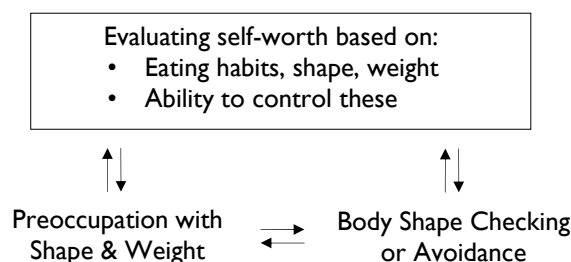 Evaluating self-worth based on:
• Eating habits, shape, weight
• Ability to control these
Preoccupation with
Shape & Weight
Body Shape Checking
or Avoidance